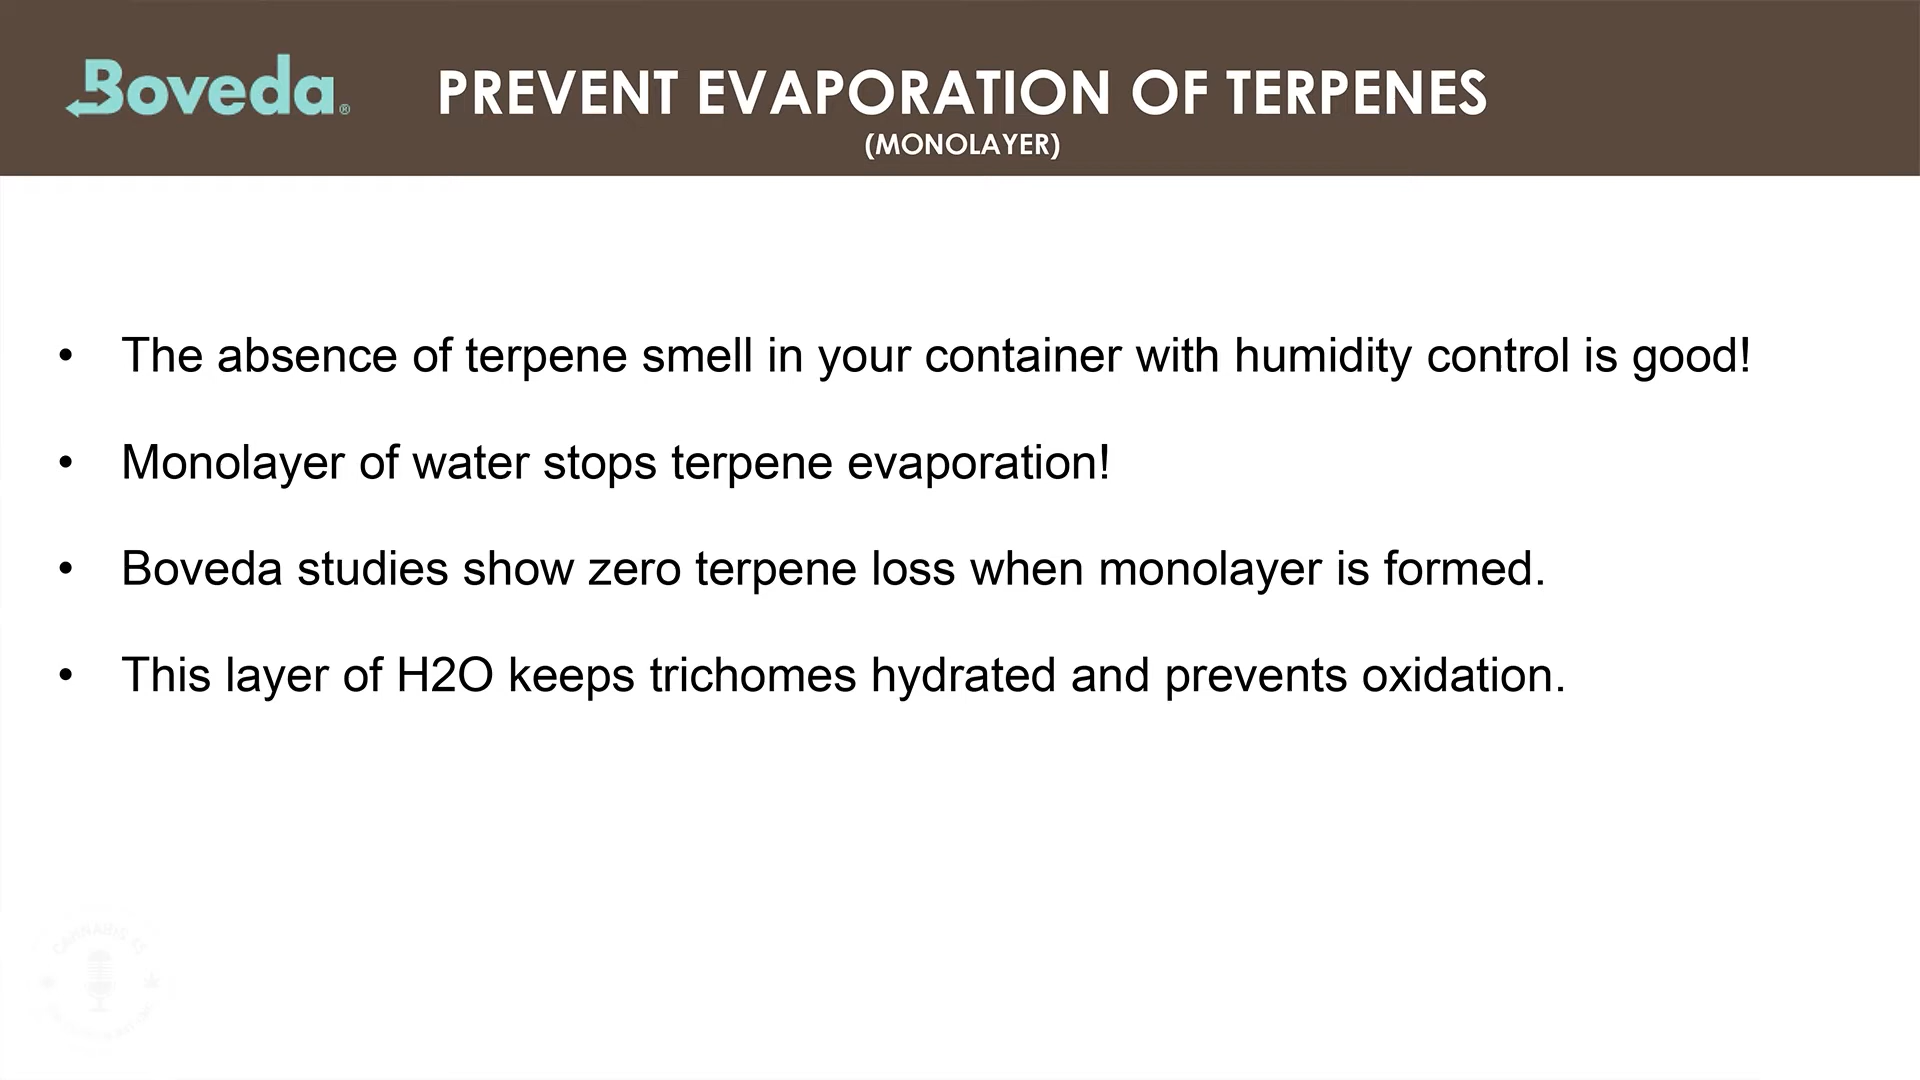 Boveda®
PREVENT EVAPORATION OF TERPENES
(MONOLAYER)
• The absence of terpene smell in your container with humidity control is good!
• Monolayer of water stops terpene evaporation!
• Boveda studies show zero terpene loss when monolayer is formed.
• This layer of H2O keeps trichomes hydrated and prevents oxidation.
CANNABIS